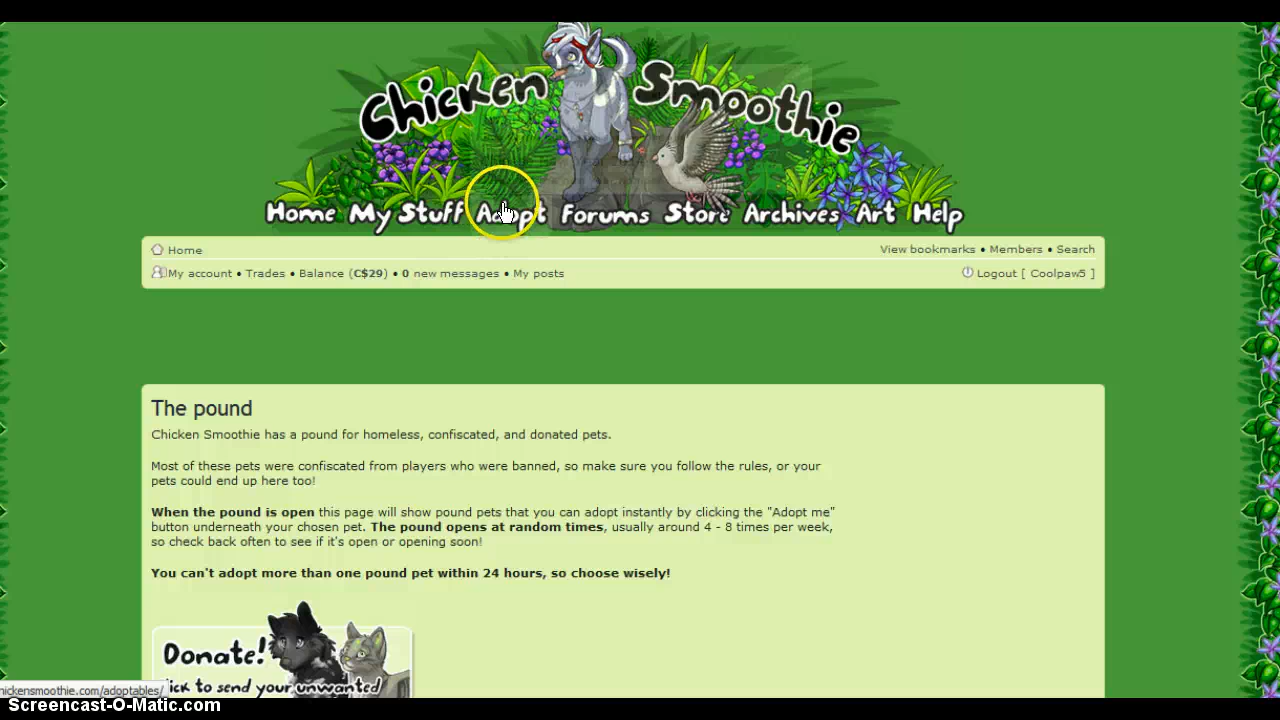 Chicken Smoothie
Home My Stuff Adopt Forums Store Archives Art Help
Home
View bookmarks • Members • Search
My account • Trades • Balance (C$29) • 0 new messages • My posts
Logout [ Coolpaw5 ]
The pound
Chicken Smoothie has a pound for homeless, confiscated, and donated pets.
Most of these pets were confiscated from players who were banned, so make sure you follow the rules, or your
pets could end up here too!
When the pound is open this page will show pound pets that you can adopt instantly by clicking the "Adopt me"
button underneath your chosen pet. The pound opens at random times, usually around 4 - 8 times per week,
so check back often to see if it's open or opening soon!
You can't adopt more than one pound pet within 24 hours, so choose wisely!
Donate!
lick to send your unwanted
hickensmoothie.com/adoptables/
Screencast-O-Matic.com